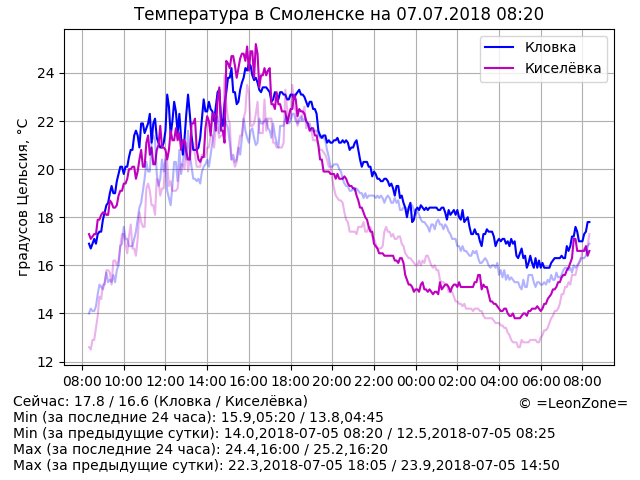 Температура в Смоленске на 07.07.2018 08:20
Кловка
Киселёвка
градусов Цельсия, °C
24
22
20
18
16
14
12
08:00 10:00 12:00 14:00 16:00 18:00 20:00 22:00 00:00 02:00 04:00 06:00 08:00
Сейчас: 17.8 / 16.6 (Кловка / Киселёвка)
© =LeonZone=
Min (за последние 24 часа): 15.9,05:20 / 13.8,04:45
Min (за предыдущие сутки): 14.0,2018-07-05 08:20 / 12.5,2018-07-05 08:25
Max (за последние 24 часа): 24.4,16:00 / 25.2,16:20
Max (за предыдущие сутки): 22.3,2018-07-05 18:05 / 23.9,2018-07-05 14:50